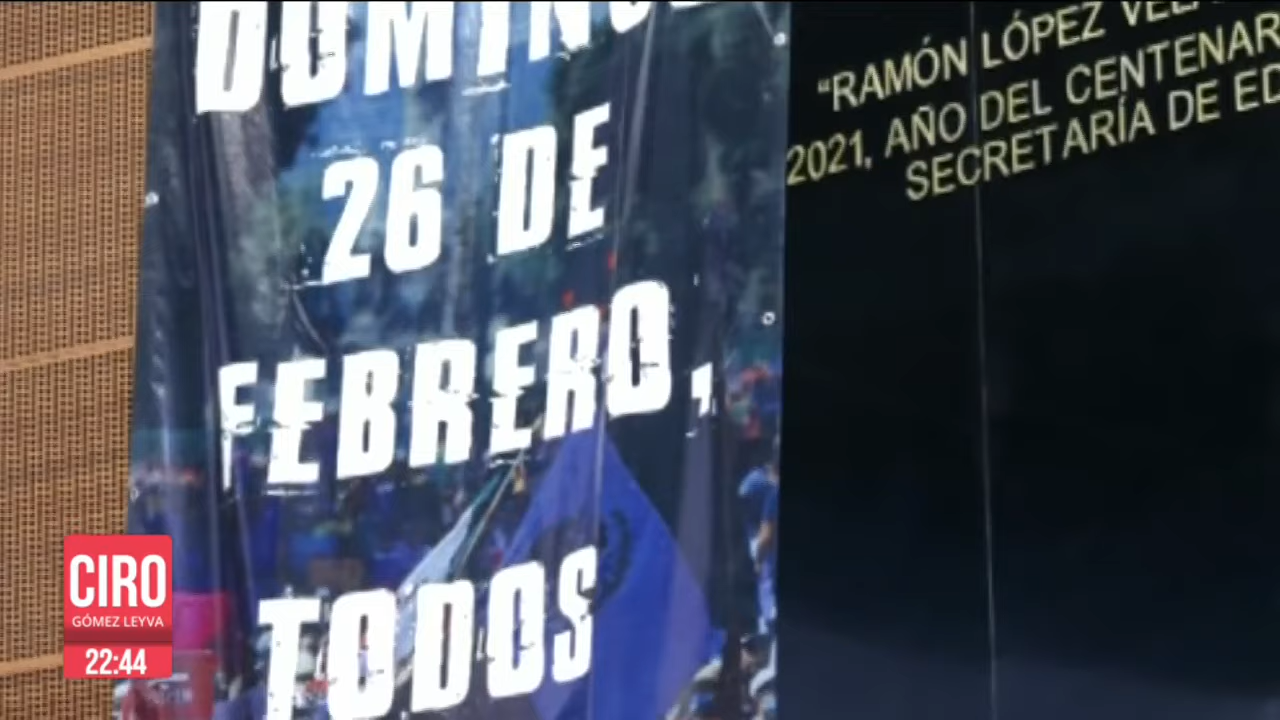 26 DE
FEBRERO,
TODOS
"RAMÓN LÓPEZ
2021, AÑO DEL
SECRETARÍA DE
CIRO
GÓMEZ LEYVA
22:44